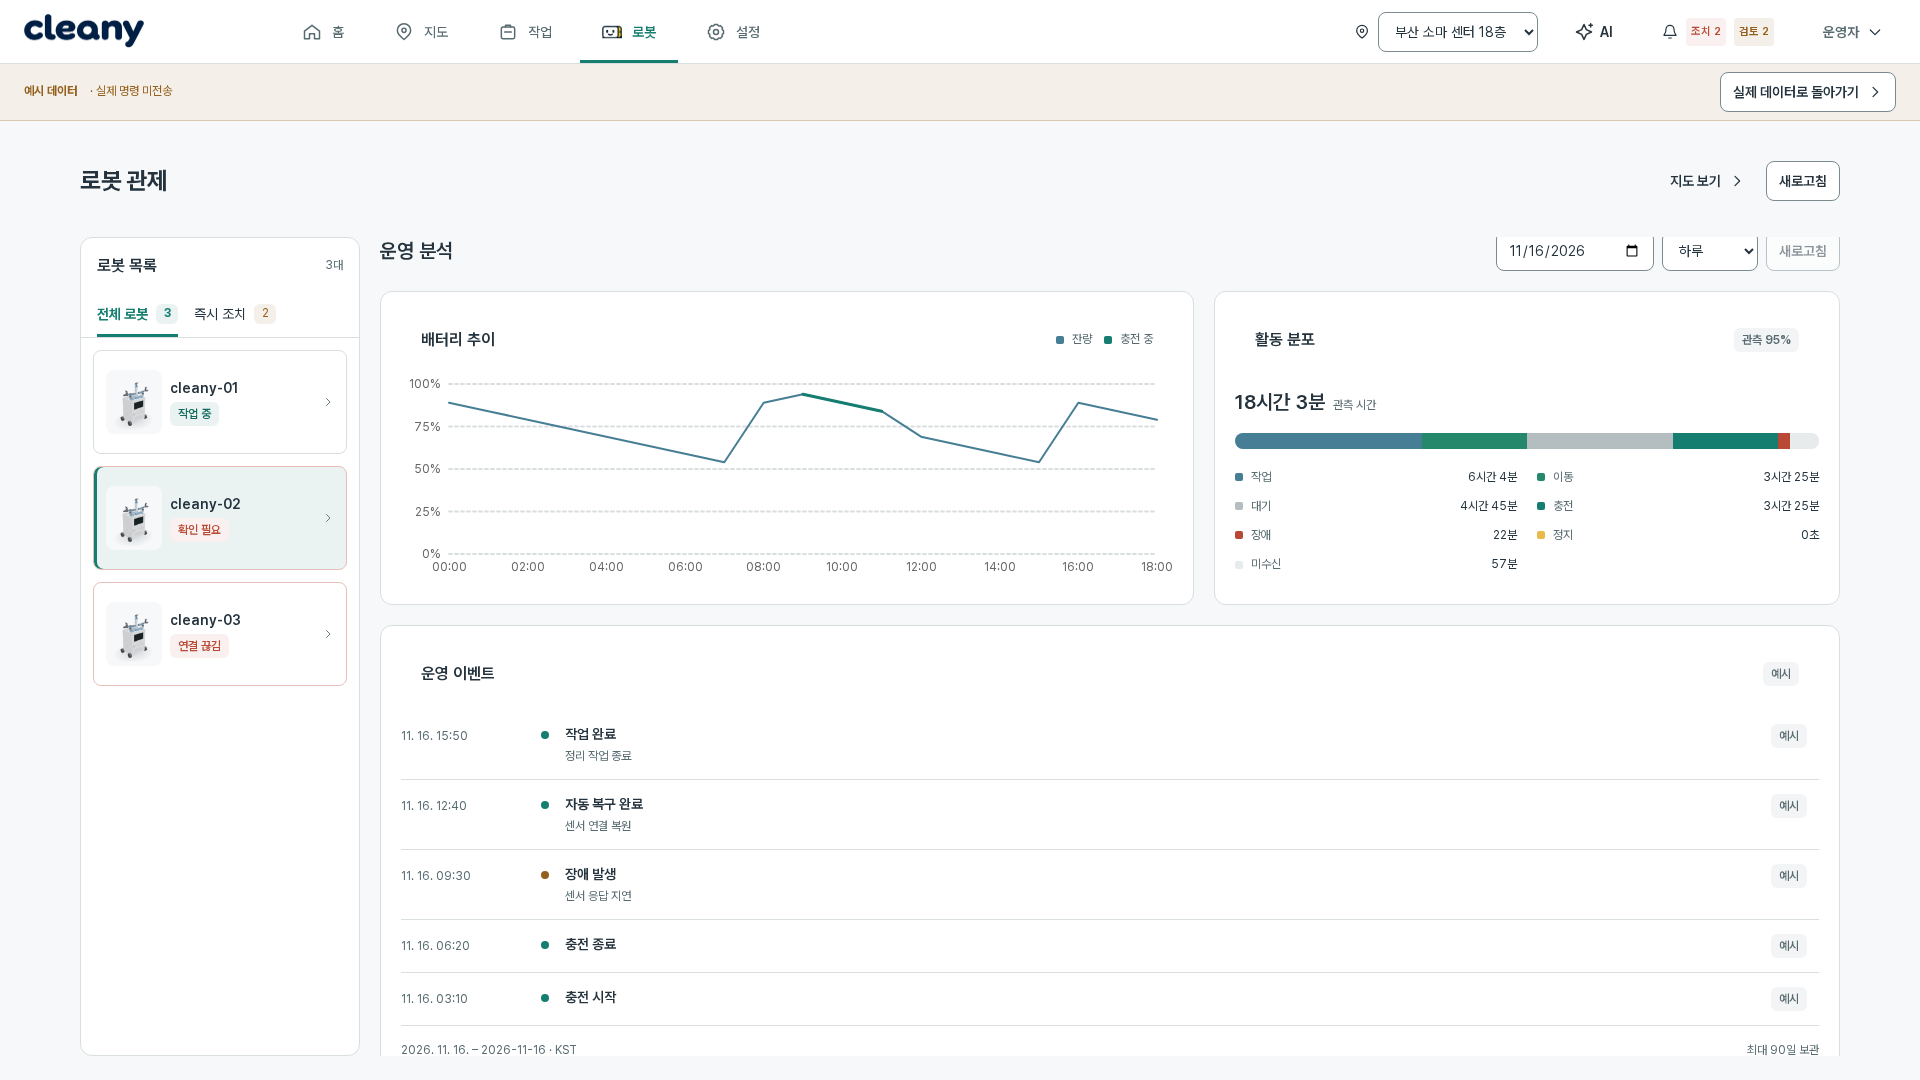 cleany
홈
지도
작업
로봇
설정
부산 소마 센터 18층
AI
조치 2
검토 2
운영자
예시 데이터 · 실제 명령 미전송
실제 데이터로 돌아가기
로봇 관제
지도 보기
새로고침
로봇 목록
3대
전체 로봇 3
즉시 조치 2
cleany-01
작업 중
cleany-02
확인 필요
cleany-03
연결 끊김
운영 분석
11/16/2026
하루
새로고침
배터리 추이
잔량
충전 중
100%
75%
50%
25%
0%
00:00 02:00 04:00 06:00 08:00 10:00 12:00 14:00 16:00 18:00
활동 분포
관측 95%
18시간 3분 관측 시간
작업 6시간 4분
이동 3시간 25분
대기 4시간 45분
충전 3시간 25분
장애 22분
정지 0초
미수신 57분
운영 이벤트
예시
11. 16. 15:50
작업 완료
정리 작업 종료
예시
11. 16. 12:40
자동 복구 완료
센서 연결 복원
예시
11. 16. 09:30
장애 발생
센서 응답 지연
예시
11. 16. 06:20
충전 종료
예시
11. 16. 03:10
충전 시작
예시
2026. 11. 16. – 2026-11-16 · KST
최대 90일 보관